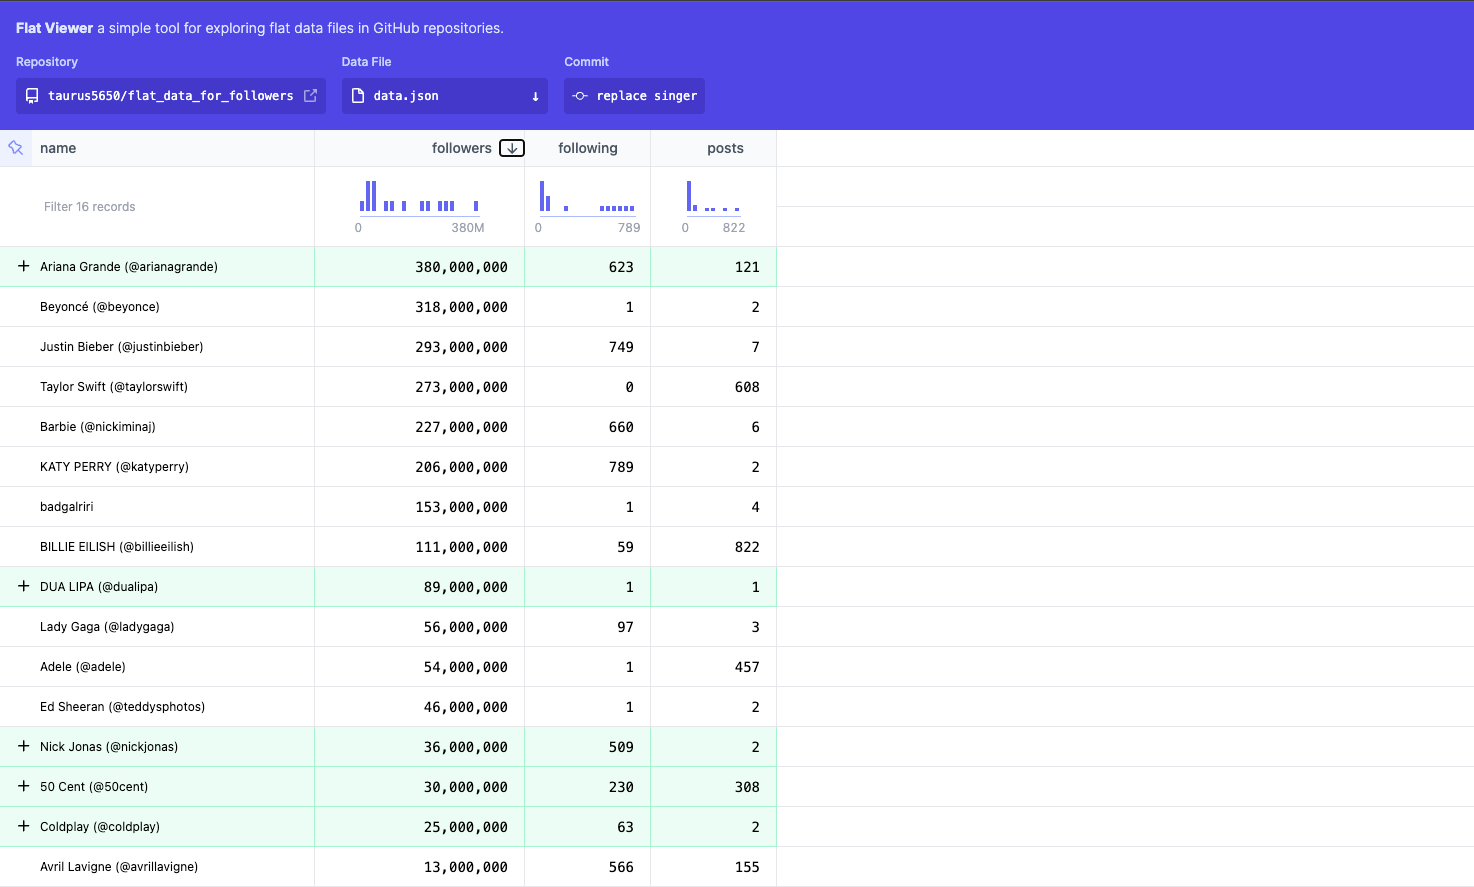 Flat Viewer a simple tool for exploring flat data files in GitHub repositories.
Repository Data File Commit
taurus5650/flat_data_for_followers data.json ↓ replace singer
name followers ↓ following posts
Filter 16 records
0 380M 0 789 0 822
+ Ariana Grande (@arianagrande) 380,000,000 623 121
Beyoncé (@beyonce) 318,000,000 1 2
Justin Bieber (@justinbieber) 293,000,000 749 7
Taylor Swift (@taylorswift) 273,000,000 0 608
Barbie (@nickiminaj) 227,000,000 660 6
KATY PERRY (@katyperry) 206,000,000 789 2
badgalriri 153,000,000 1 4
BILLIE EILISH (@billieeilish) 111,000,000 59 822
+ DUA LIPA (@dualipa) 89,000,000 1 1
Lady Gaga (@ladygaga) 56,000,000 97 3
Adele (@adele) 54,000,000 1 457
Ed Sheeran (@teddysphotos) 46,000,000 1 2
+ Nick Jonas (@nickjonas) 36,000,000 509 2
+ 50 Cent (@50cent) 30,000,000 230 308
+ Coldplay (@coldplay) 25,000,000 63 2
Avril Lavigne (@avrillavigne) 13,000,000 566 155